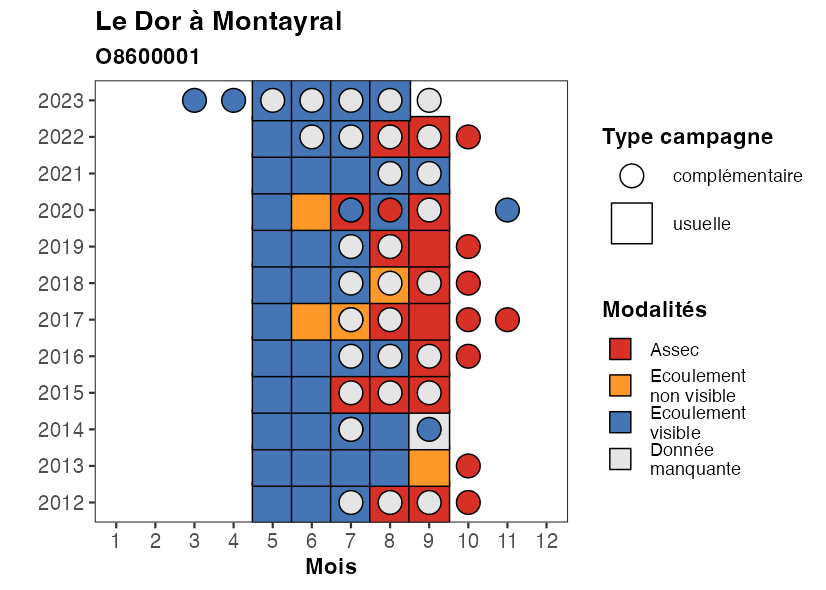 Le Dor à Montayral
O8600001
2023
2022
2021
2020
2019
2018
2017
2016
2015
2014
2013
2012
1 2 3 4 5 6 7 8 9 10 11 12
Mois
Type campagne
complémentaire
usuelle
Modalités
Assec
Ecoulement
non visible
Ecoulement
visible
Donnée
manquante